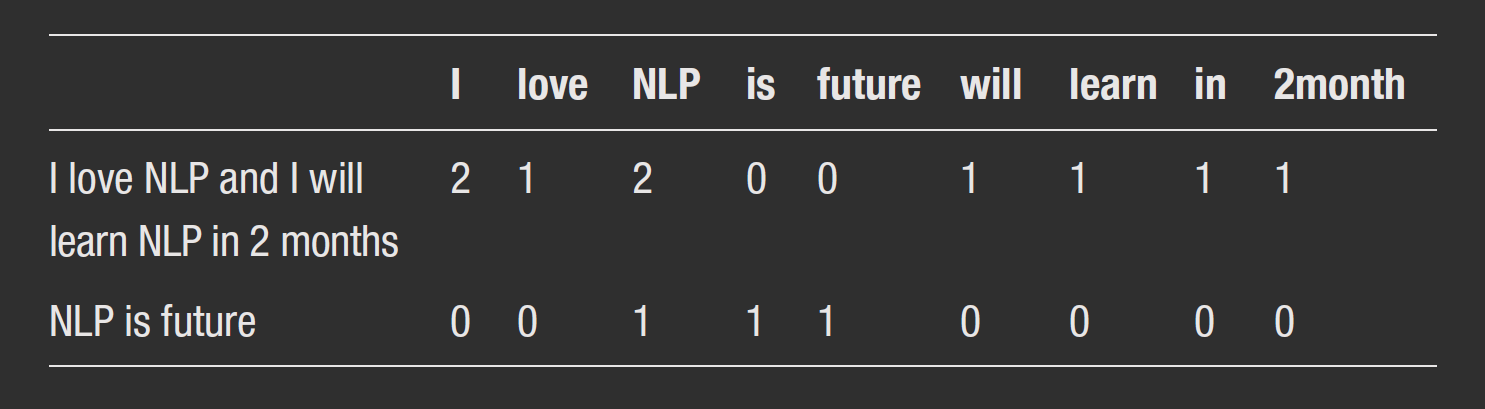 I love NLP is future will learn in 2month
I love NLP and I will 2 1 2 0 0 1 1 1 1
learn NLP in 2 months
NLP is future 0 0 1 1 1 0 0 0 0